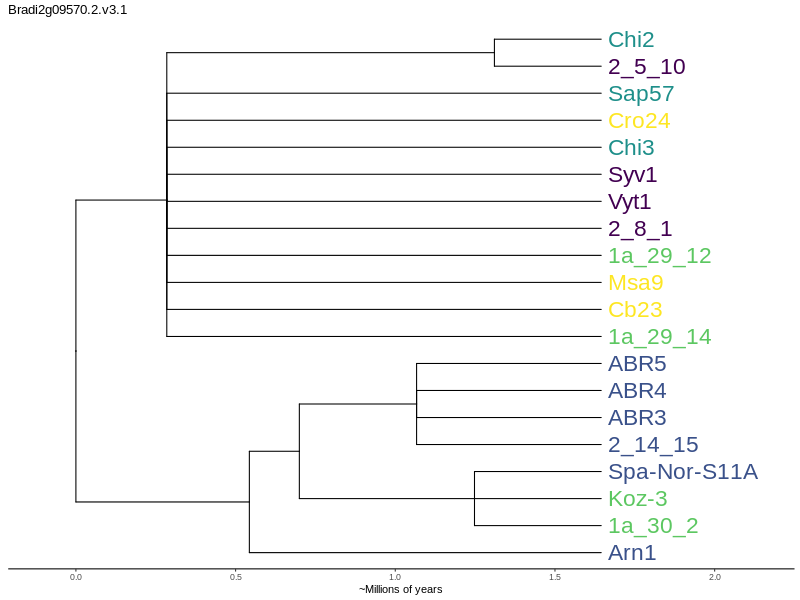 Bradi2g09570.2.v3.1
Chi2
2_5_10
Sap57
Cro24
Chi3
Syv1
Vyt1
2_8_1
1a_29_12
Msa9
Cb23
1a_29_14
ABR5
ABR4
ABR3
2_14_15
Spa-Nor-S11A
Koz-3
1a_30_2
Arn1
0.0 0.5 1.0 1.5 2.0
~Millions of years